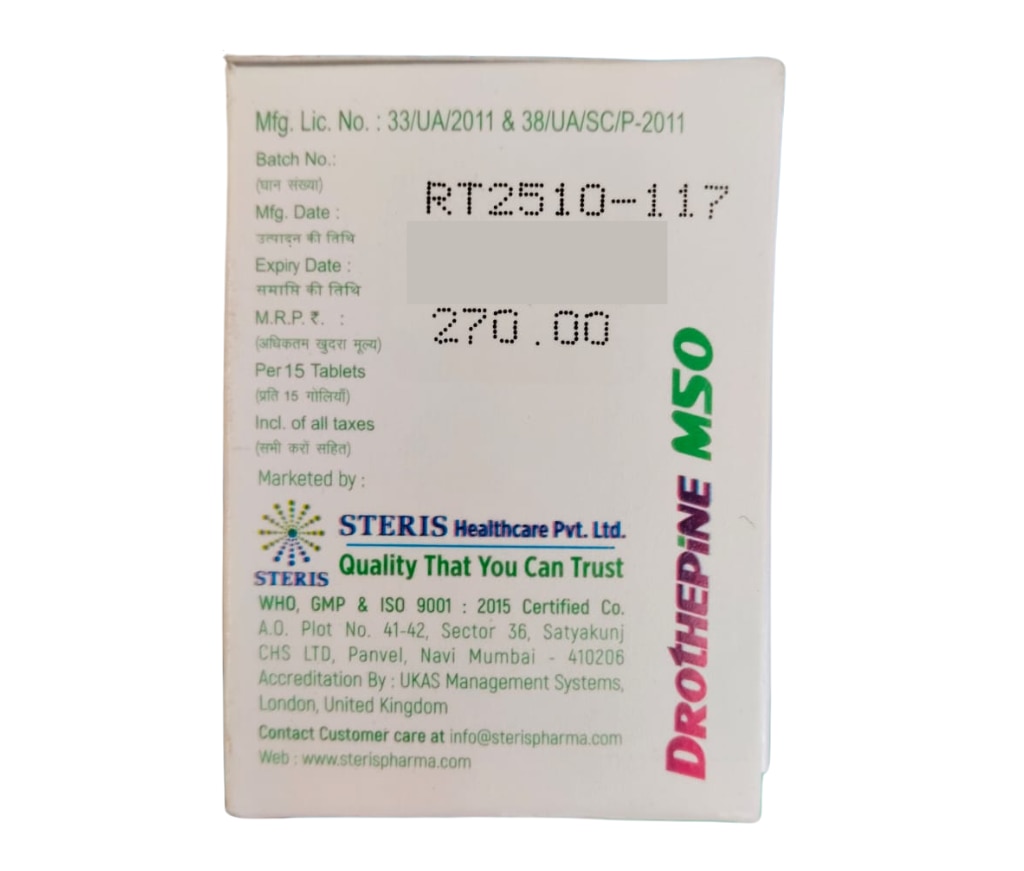 Mfg. Lic. No. : 33/UA/2011 & 38/UA/SC/P-2011
Batch No.:
(घान संख्या)
RT2510-117
Mfg. Date :
उत्पादन की तिथि
Expiry Date :
समाप्ति की तिथि
M.R.P. ₹. :
270.00
(अधिकतम खुदरा मूल्य)
Per 15 Tablets
(प्रति 15 गोलियाँ)
Incl. of all taxes
(सभी करों सहित)
Marketed by :
STERIS Healthcare Pvt. Ltd.
Quality That You Can Trust
STERIS
WHO, GMP & ISO 9001 : 2015 Certified Co.
A.O. Plot No. 41-42, Sector 36, Satyakunj
CHS LTD, Panvel, Navi Mumbai - 410206
Accreditation By : UKAS Management Systems,
London, United Kingdom
Contact Customer care at info@sterispharma.com
Web : www.sterispharma.com
DROTHEPINE M50